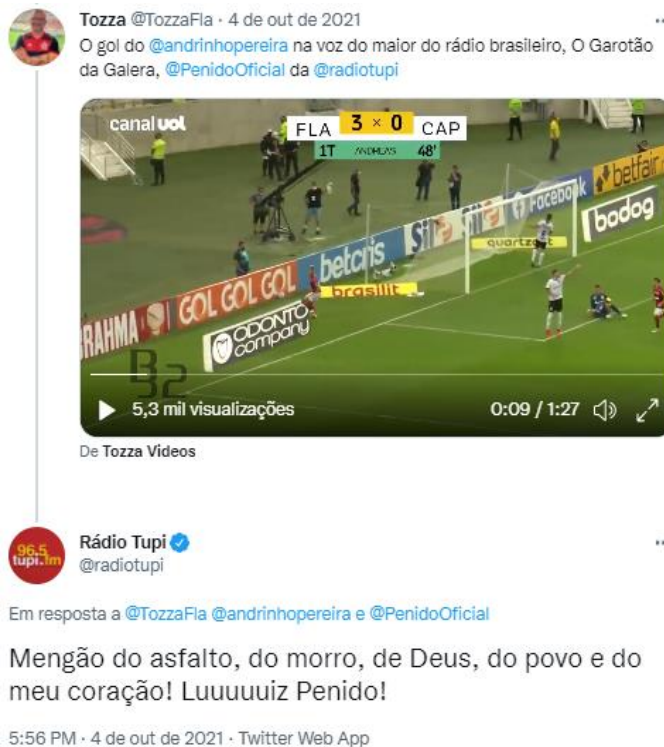 Tozza @TozzaFla · 4 de out de 2021
O gol do @andrinhopereira na voz do maior do rádio brasileiro, O Garotão
da Galera, @PenidoOficial da @radiotupi
canal uol
FLA 3 × 0 CAP
1T ANDREAS 48'
BRAHMA GOL GOL GOL betcris Sil Sil Facebook betfair
quartzolit bodog
brasilit
ODONTO company
5,3 mil visualizações 0:09 / 1:27
De Tozza Videos
96.5 tupi.fm
Rádio Tupi
@radiotupi
Em resposta a @TozzaFla @andrinhopereira e @PenidoOficial
Mengão do asfalto, do morro, de Deus, do povo e do
meu coração! Luuuuuiz Penido!
5:56 PM · 4 de out de 2021 · Twitter Web App